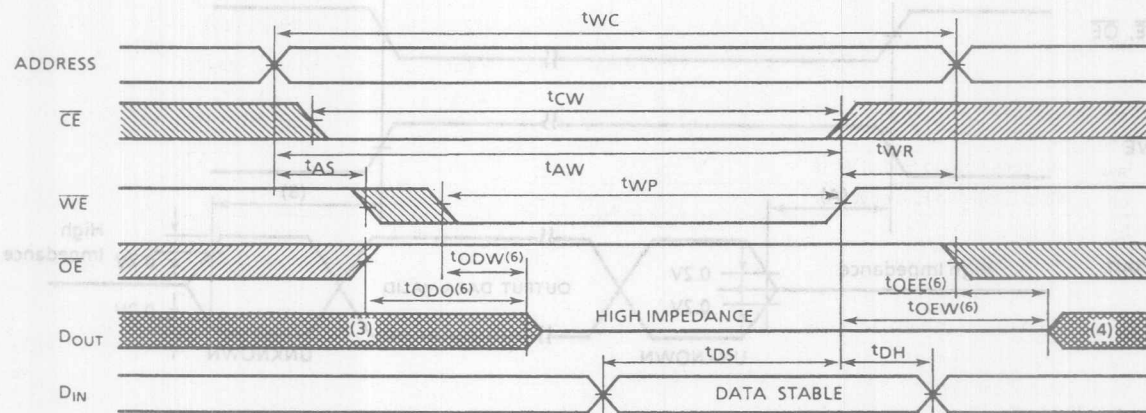 tWC
ADDRESS
tCW
CE
tAS
tAW
tWR
tWP
WE
OE
tODW(6)
tODO(6)
tOEE(6)
tOEW(6)
DOUT
(3)
HIGH IMPEDANCE
(4)
tDS
tDH
DIN
DATA STABLE